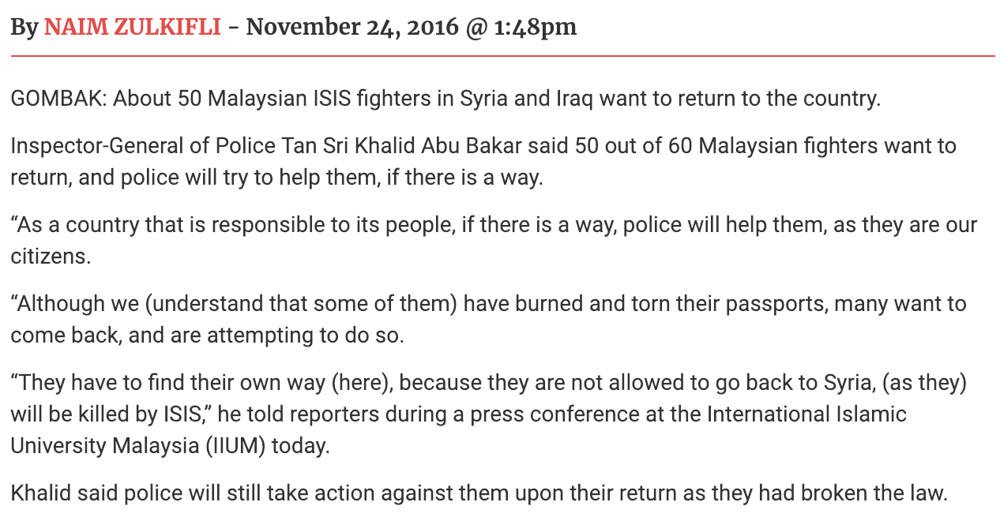 By NAIM ZULKIFLI - November 24, 2016 @ 1:48pm
GOMBAK: About 50 Malaysian ISIS fighters in Syria and Iraq want to return to the country.
Inspector-General of Police Tan Sri Khalid Abu Bakar said 50 out of 60 Malaysian fighters want to
return, and police will try to help them, if there is a way.
“As a country that is responsible to its people, if there is a way, police will help them, as they are our
citizens.
“Although we (understand that some of them) have burned and torn their passports, many want to
come back, and are attempting to do so.
“They have to find their own way (here), because they are not allowed to go back to Syria, (as they)
will be killed by ISIS,” he told reporters during a press conference at the International Islamic
University Malaysia (IIUM) today.
Khalid said police will still take action against them upon their return as they had broken the law.